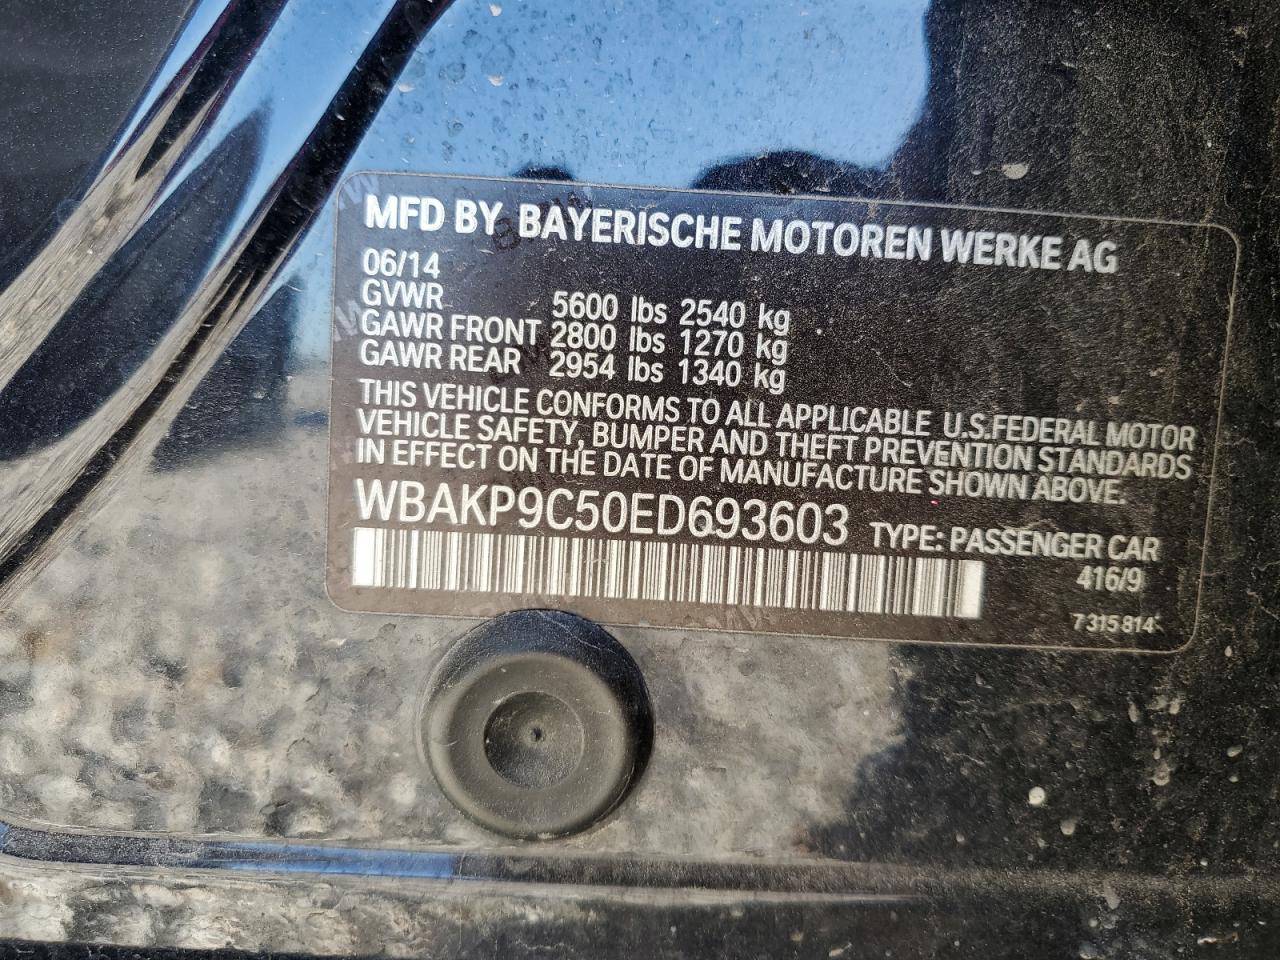 MFD BY BAYERISCHE MOTOREN WERKE AG
06/14
GVWR 5600 lbs 2540 kg
GAWR FRONT 2800 lbs 1270 kg
GAWR REAR 2954 lbs 1340 kg
THIS VEHICLE CONFORMS TO ALL APPLICABLE U.S.FEDERAL MOTOR
VEHICLE SAFETY, BUMPER AND THEFT PREVENTION STANDARDS
IN EFFECT ON THE DATE OF MANUFACTURE SHOWN ABOVE.
WBAKP9C50ED693603 TYPE: PASSENGER CAR
416/9
7 315 814